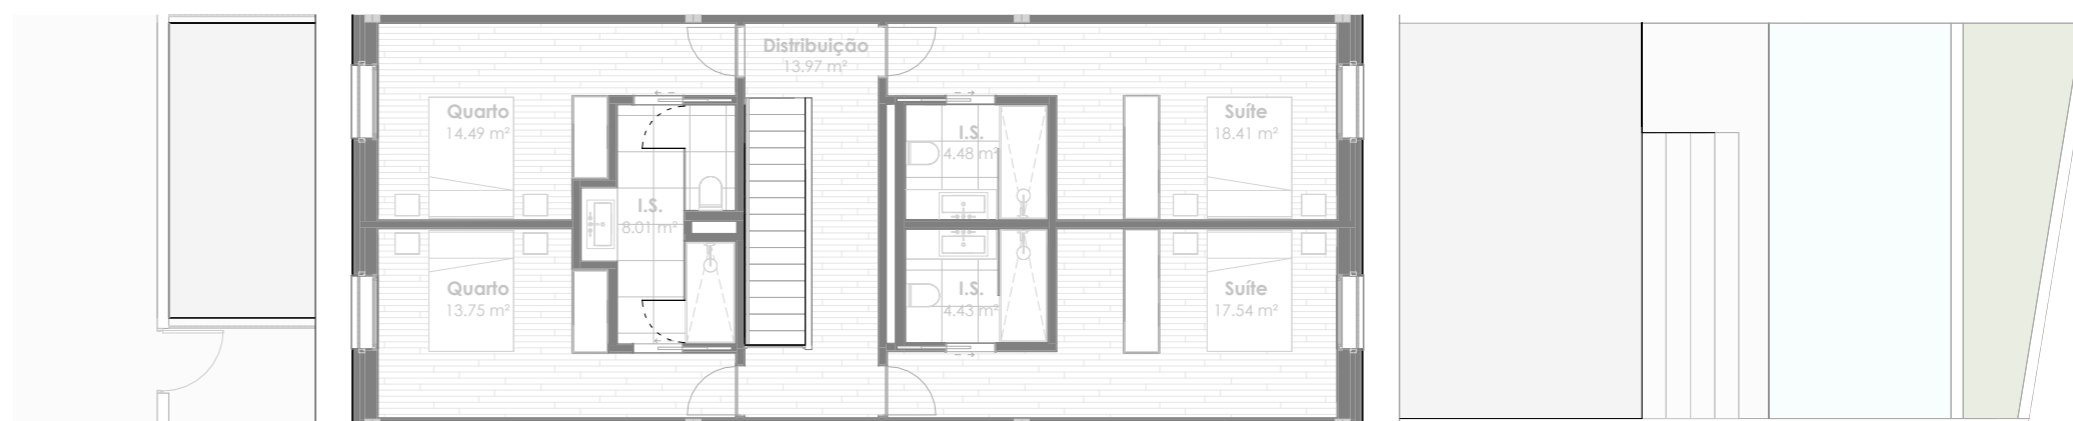 Distribuição
13.97 m²
Quarto
14.49 m²
I.S.
4.48 m²
Suíte
18.41 m²
I.S.
8.01 m²
Quarto
13.75 m²
I.S.
4.43 m²
Suíte
17.54 m²